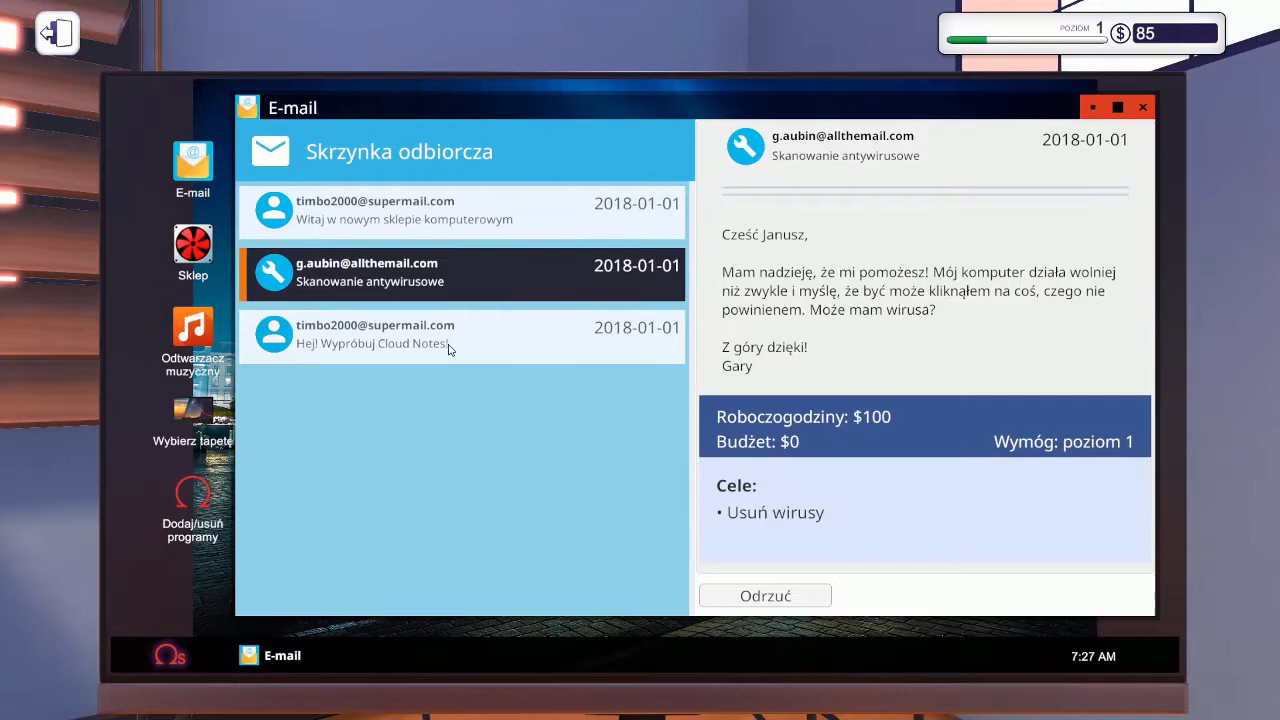 POZIOM 1 $ 85
E-mail
Skrzynka odbiorcza
timbo2000@supermail.com 2018-01-01
Witaj w nowym sklepie komputerowym
g.aubin@allthemail.com 2018-01-01
Skanowanie antywirusowe
timbo2000@supermail.com 2018-01-01
Hej! Wypróbuj Cloud Notes!
g.aubin@allthemail.com 2018-01-01
Skanowanie antywirusowe
Cześć Janusz,
Mam nadzieję, że mi pomożesz! Mój komputer działa wolniej
niż zwykle i myślę, że być może kliknąłem na coś, czego nie
powinienem. Może mam wirusa?
Z góry dzięki!
Gary
Roboczogodziny: $100
Budżet: $0 Wymóg: poziom 1
Cele:
• Usuń wirusy
Odrzuć
E-mail
Sklep
Odtwarzacz
muzyczny
Wybierz tapetę
Dodaj/usuń
programy
Ωs E-mail 7:27 AM